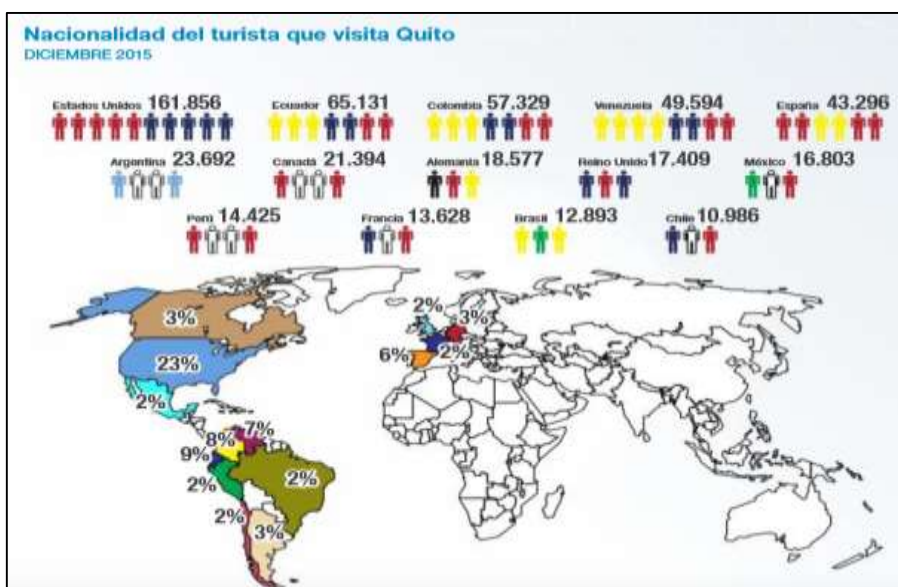 Nacionalidad del turista que visita Quito
DICIEMBRE 2015
Estados Unidos 161.856
Ecuador 65.131
Colombia 57.329
Venezuela 49.594
España 43.296
Argentina 23.692
Canadá 21.394
Alemania 18.577
Reino Unido 17.409
México 16.803
Perú 14.425
Francia 13.628
Brasil 12.893
Chile 10.986
2%
3%
3%
6%
2%
23%
2%
7%
8%
9%
2%
2%
2%
3%